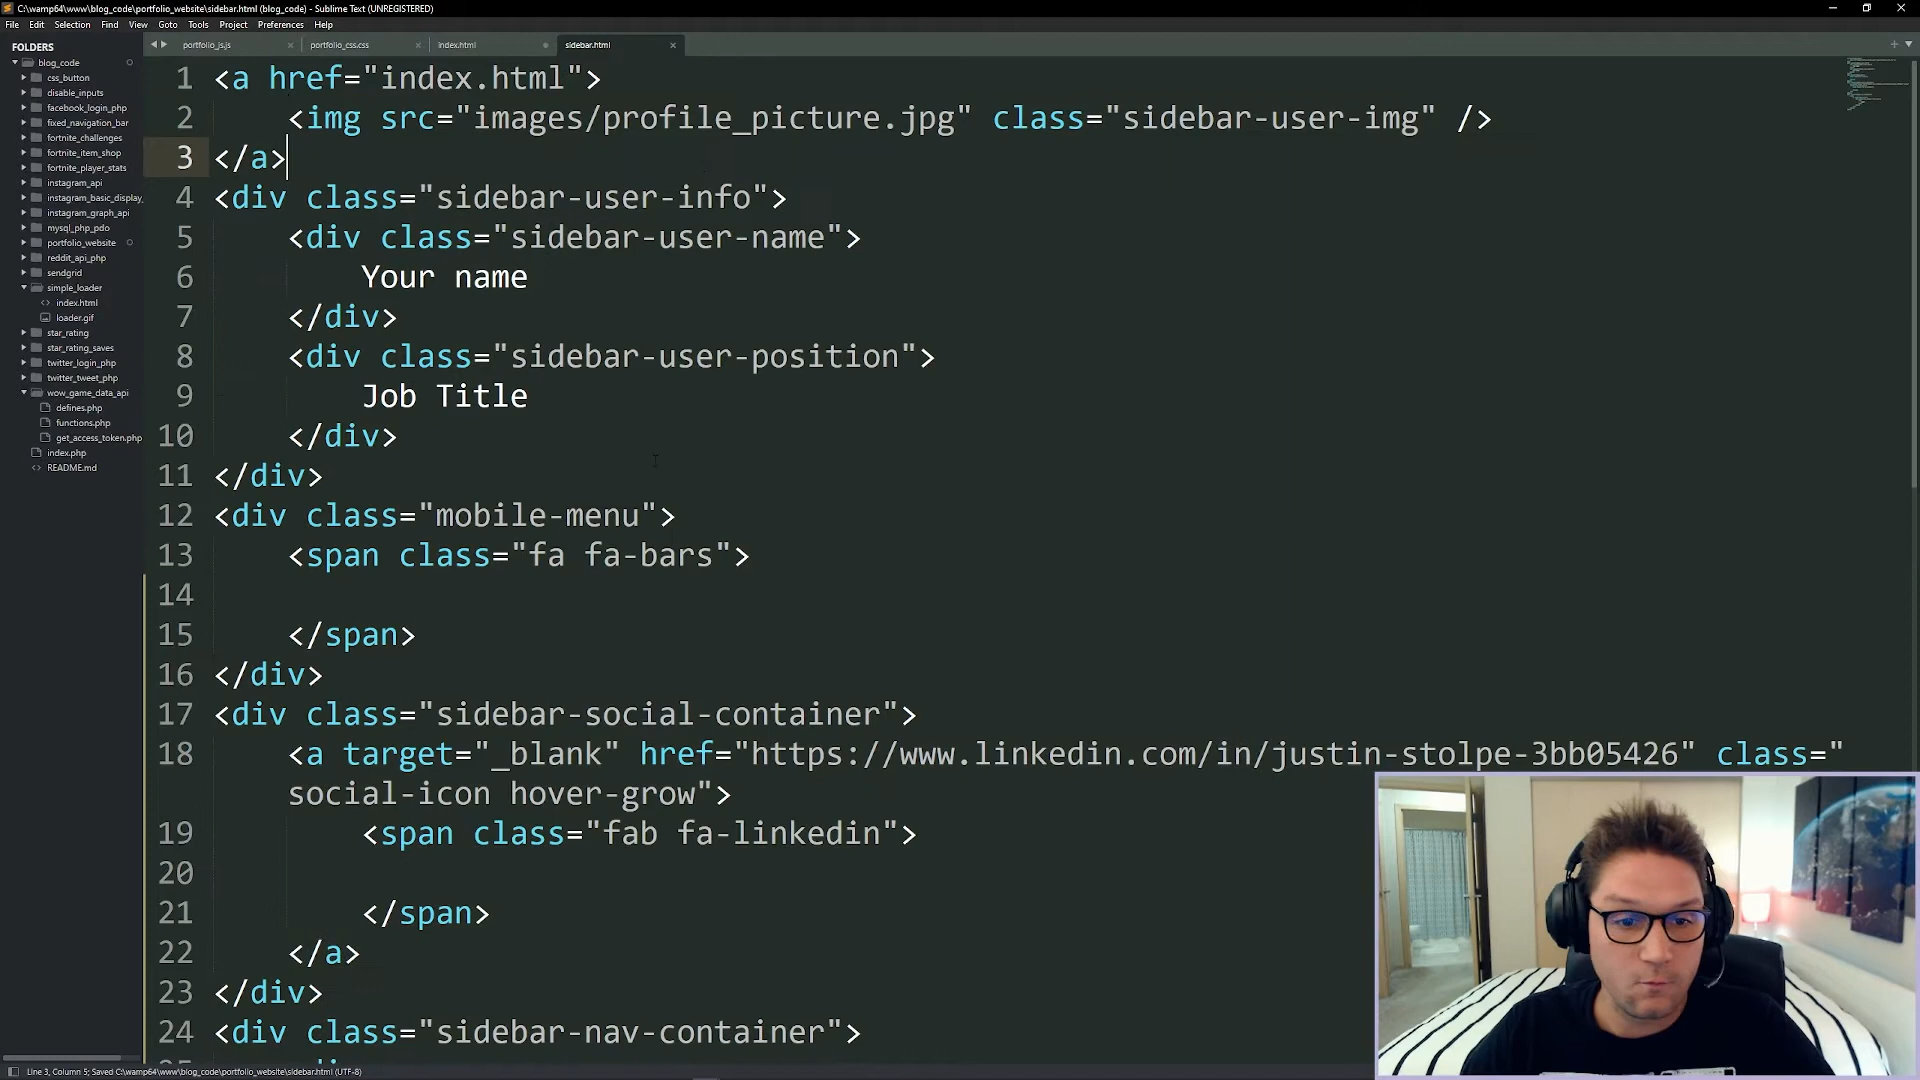 C:\wamp64\www\blog_code\portfolio_website\sidebar.html (blog_code) - Sublime Text (UNREGISTERED)
File Edit Selection Find View Goto Tools Project Preferences Help
FOLDERS
blog_code
css_button
disable_inputs
facebook_login_php
fixed_navigation_bar
fortnite_challenges
fortnite_item_shop
fortnite_player_stats
instagram_api
instagram_basic_display_
instagram_graph_api
mysql_php_pdo
portfolio_website
reddit_api_php
sendgrid
simple_loader
index.html
loader.gif
star_rating
star_rating_saves
twitter_login_php
twitter_tweet_php
wow_game_data_api
defines.php
functions.php
get_access_token.php
index.php
README.md
portfolio_js.js portfolio_css.css index.html sidebar.html
1 <a href="index.html">
2 <img src="images/profile_picture.jpg" class="sidebar-user-img" />
3 </a>
4 <div class="sidebar-user-info">
5 <div class="sidebar-user-name">
6 Your name
7 </div>
8 <div class="sidebar-user-position">
9 Job Title
10 </div>
11 </div>
12 <div class="mobile-menu">
13 <span class="fa fa-bars">
14
15 </span>
16 </div>
17 <div class="sidebar-social-container">
18 <a target="_blank" href="https://www.linkedin.com/in/justin-stolpe-3bb05426" class="
social-icon hover-grow">
19 <span class="fab fa-linkedin">
20
21 </span>
22 </a>
23 </div>
24 <div class="sidebar-nav-container">
Line 3, Column 5; Saved C:\wamp64\www\blog_code\portfolio_website\sidebar.html (UTF-8)